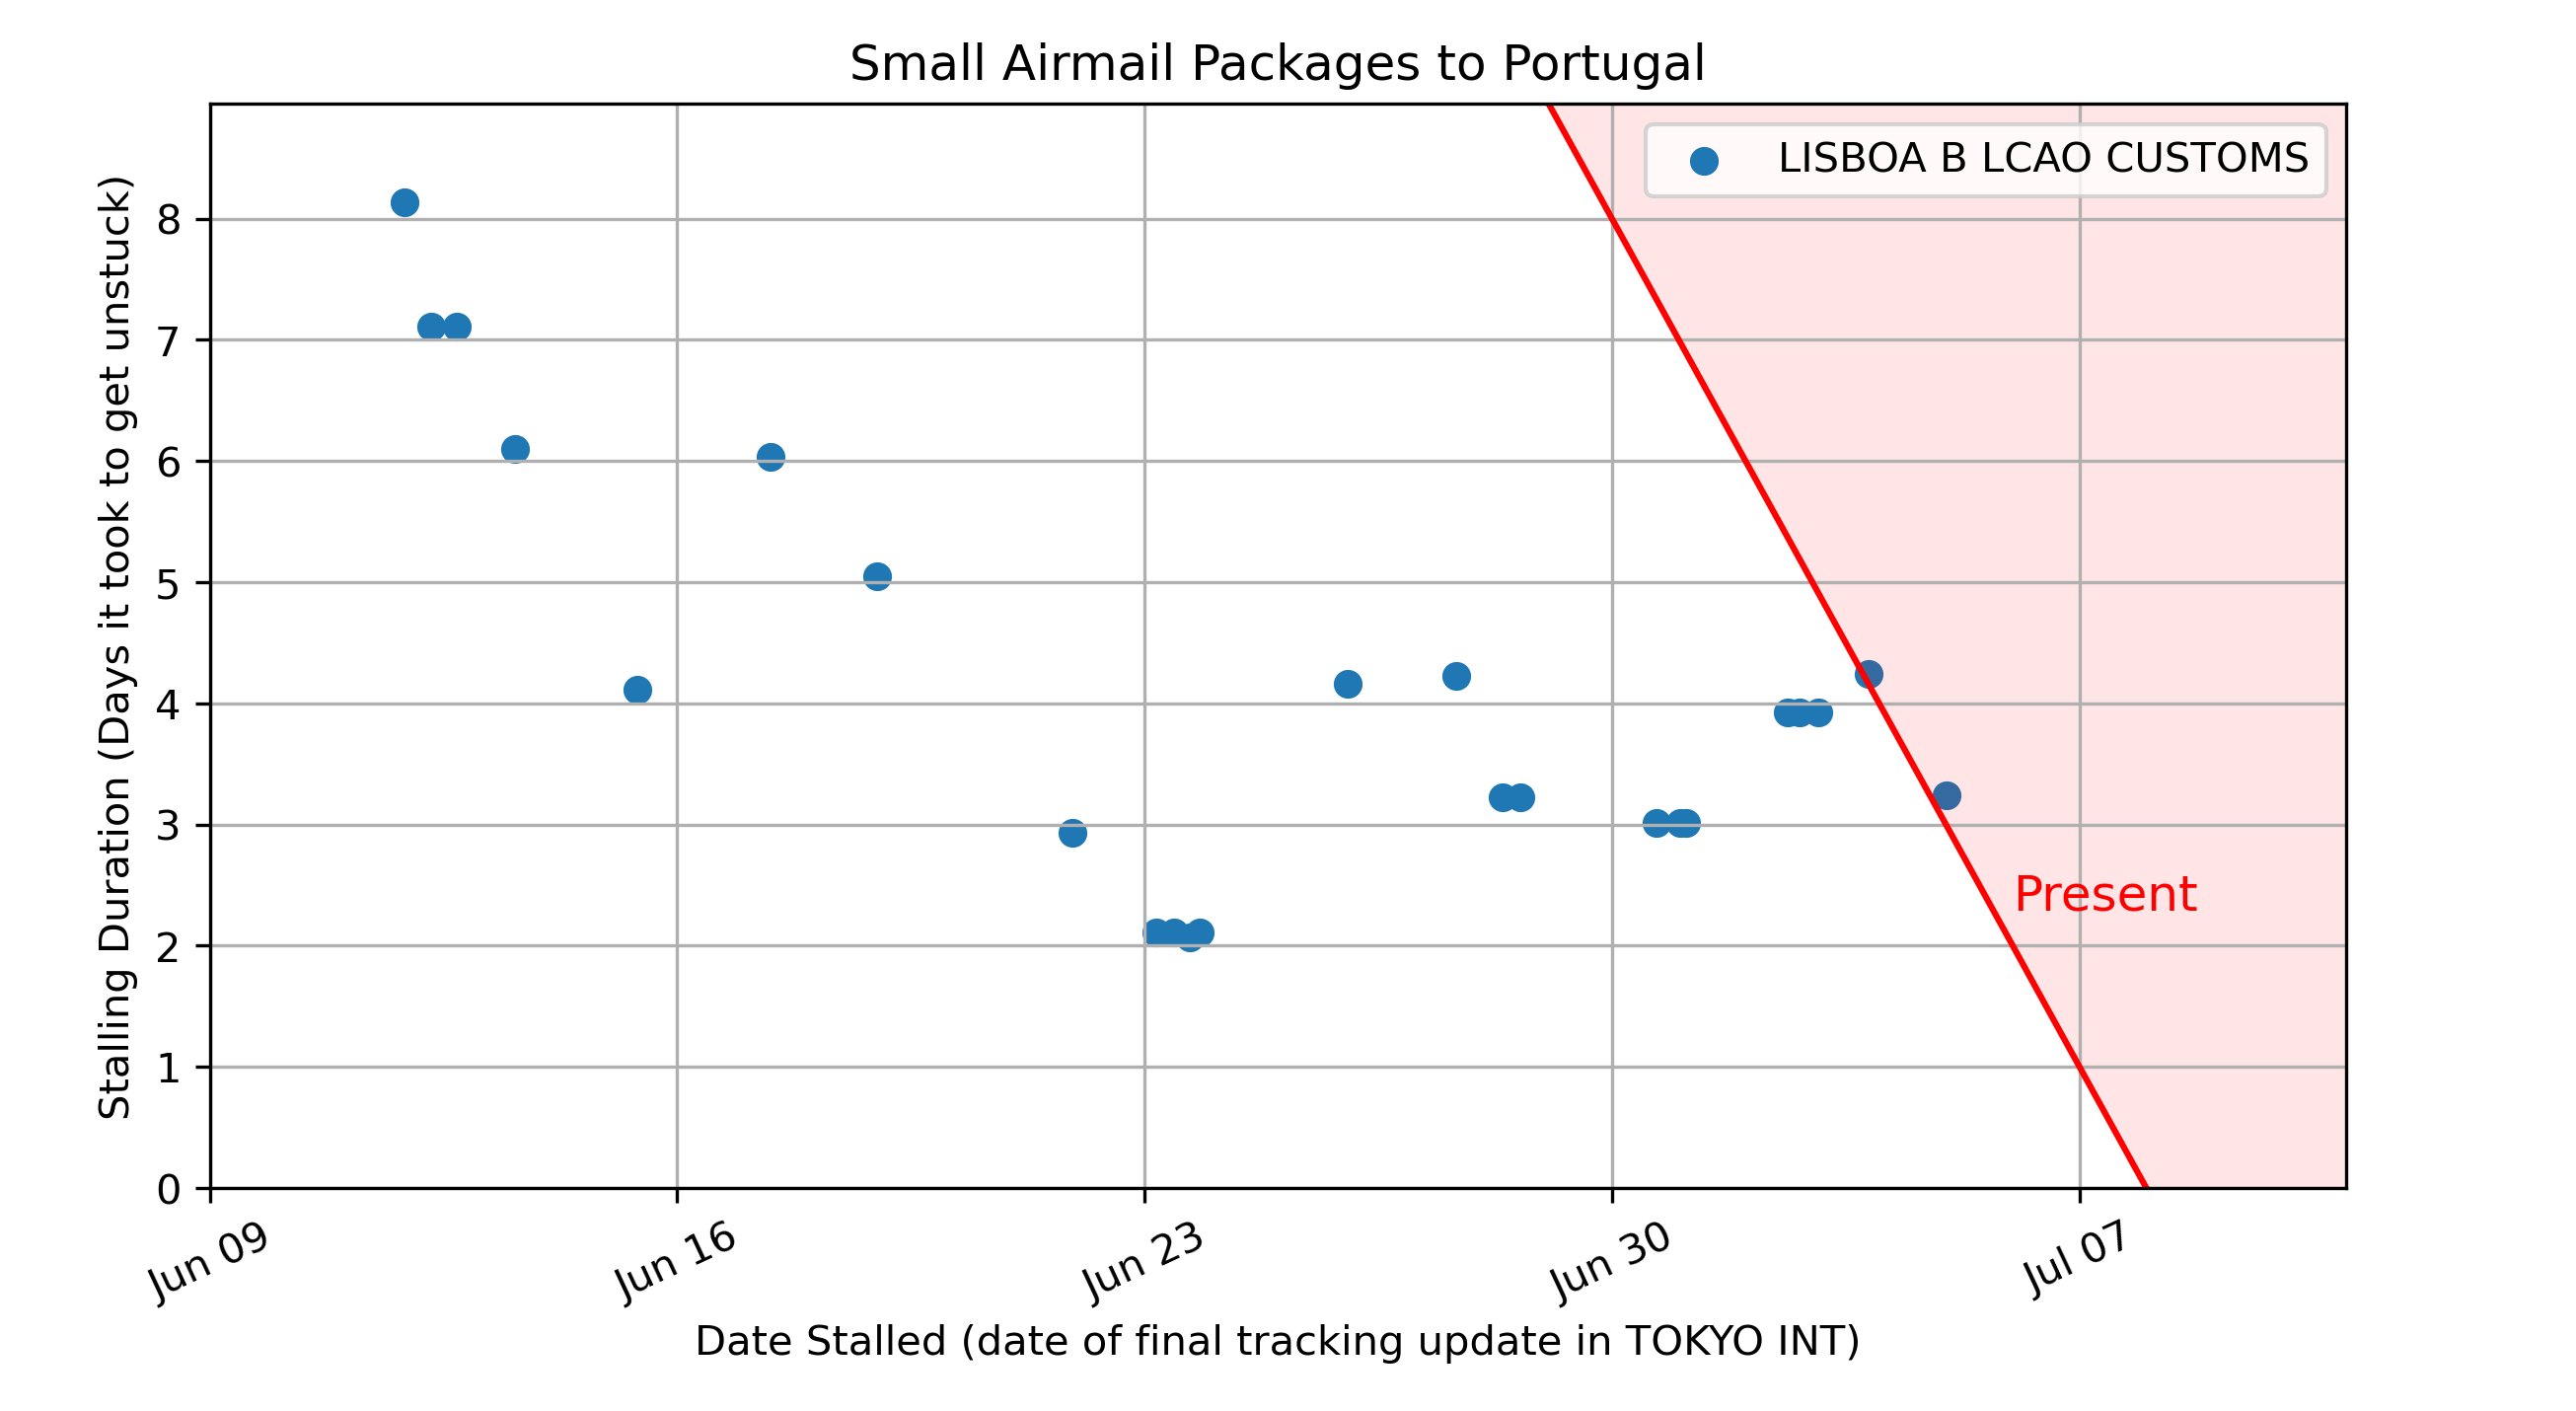 Small Airmail Packages to Portugal
LISBOA B LCAO CUSTOMS
Stalling Duration (Days it took to get unstuck)
8
7
6
5
4
3
2
1
0
Present
Jun 09
Jun 16
Jun 23
Jun 30
Jul 07
Date Stalled (date of final tracking update in TOKYO INT)